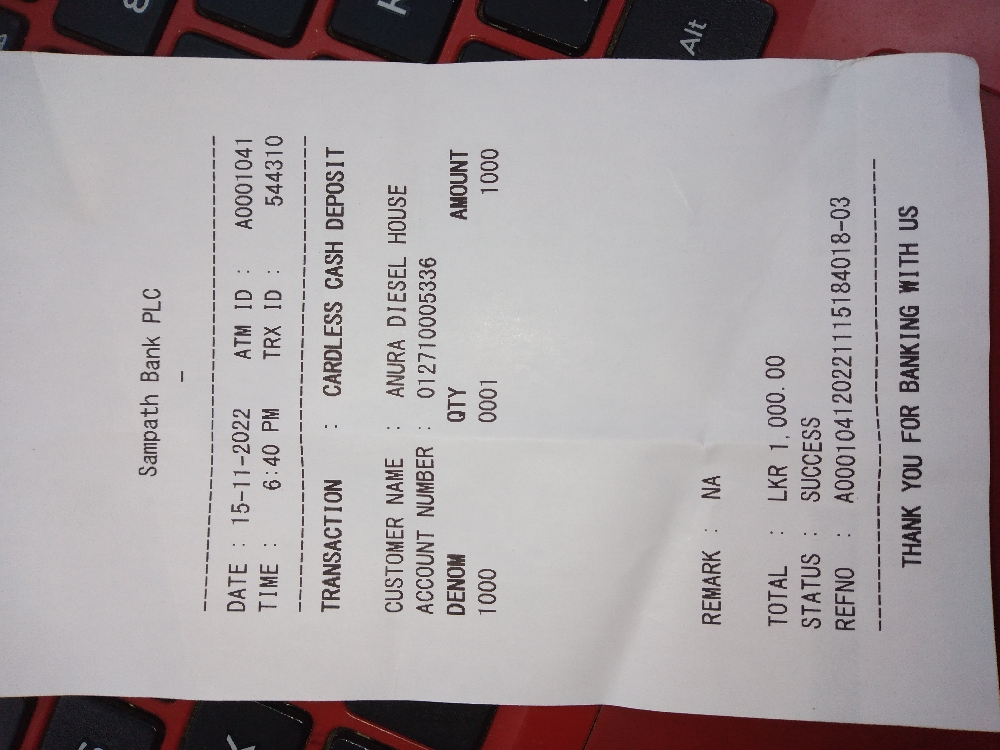 Sampath Bank PLC
-
DATE : 15-11-2022 ATM ID : A0001041
TIME : 6:40 PM TRX ID : 544310
TRANSACTION : CARDLESS CASH DEPOSIT
CUSTOMER NAME : ANURA DIESEL HOUSE
ACCOUNT NUMBER : 012710005336
DENOM QTY AMOUNT
1000 0001 1000
REMARK : NA
TOTAL : LKR 1,000.00
STATUS : SUCCESS
REFNO : A000104120221115184018-03
THANK YOU FOR BANKING WITH US
Alt